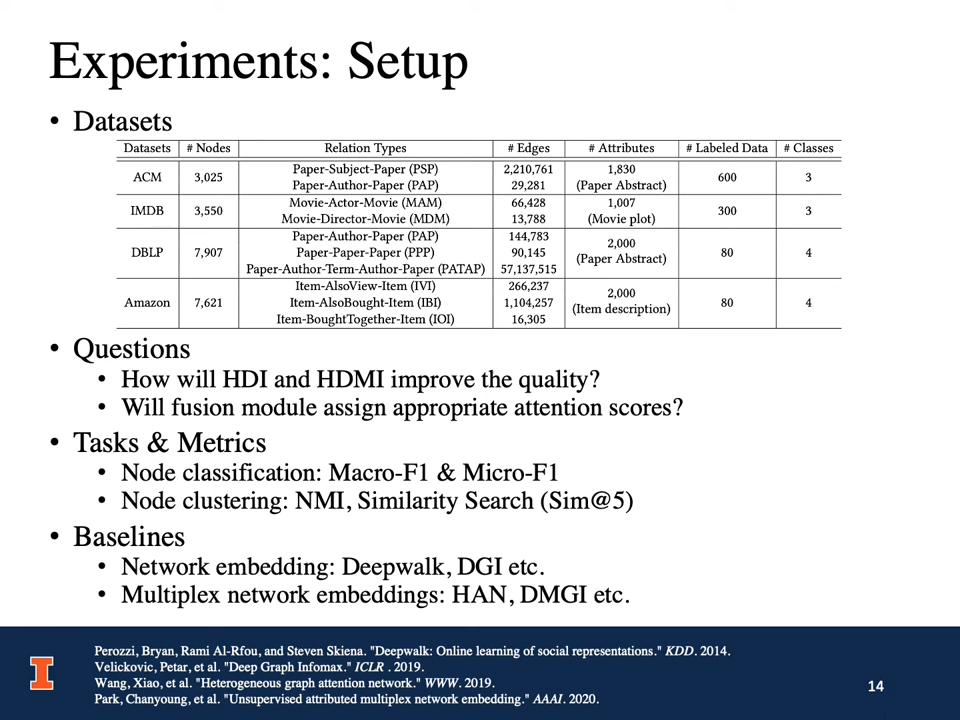 Experiments: Setup
• Datasets
Datasets # Nodes Relation Types # Edges # Attributes # Labeled Data # Classes
ACM 3,025 Paper-Subject-Paper (PSP) 2,210,761 1,830 (Paper Abstract) 600 3
Paper-Author-Paper (PAP) 29,281
IMDB 3,550 Movie-Actor-Movie (MAM) 66,428 1,007 (Movie plot) 300 3
Movie-Director-Movie (MDM) 13,788
DBLP 7,907 Paper-Author-Paper (PAP) 144,783 2,000 (Paper Abstract) 80 4
Paper-Paper-Paper (PPP) 90,145
Paper-Author-Term-Author-Paper (PATAP) 57,137,515
Amazon 7,621 Item-AlsoView-Item (IVI) 266,237 2,000 (Item description) 80 4
Item-AlsoBought-Item (IBI) 1,104,257
Item-BoughtTogether-Item (IOI) 16,305
• Questions
• How will HDI and HDMI improve the quality?
• Will fusion module assign appropriate attention scores?
• Tasks & Metrics
• Node classification: Macro-F1 & Micro-F1
• Node clustering: NMI, Similarity Search (Sim@5)
• Baselines
• Network embedding: Deepwalk, DGI etc.
• Multiplex network embeddings: HAN, DMGI etc.
Perozzi, Bryan, Rami Al-Rfou, and Steven Skiena. "Deepwalk: Online learning of social representations." KDD. 2014.
Velickovic, Petar, et al. "Deep Graph Infomax." ICLR . 2019.
Wang, Xiao, et al. "Heterogeneous graph attention network." WWW. 2019.
Park, Chanyoung, et al. "Unsupervised attributed multiplex network embedding." AAAI. 2020.
14